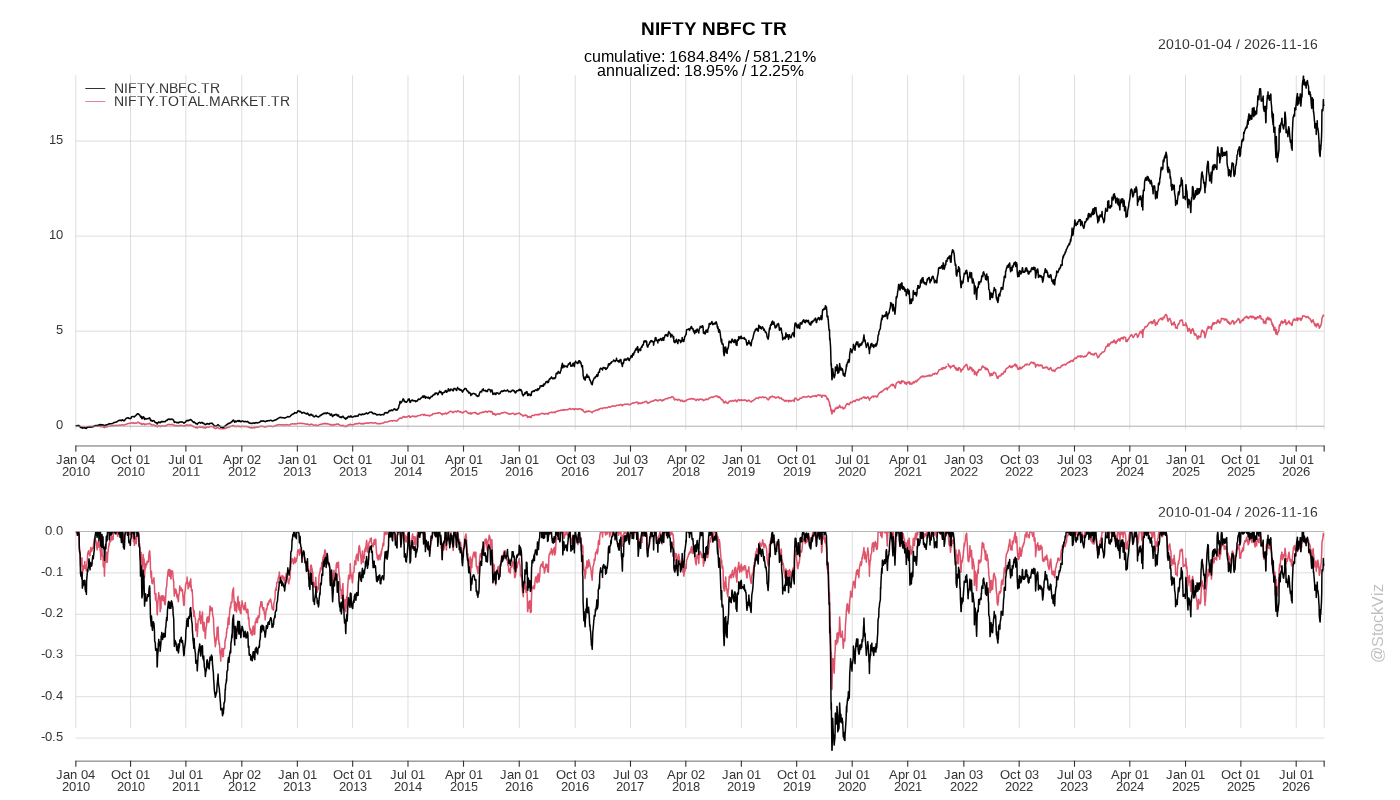 NIFTY NBFC TR
cumulative: 1684.84% / 581.21%
annualized: 18.95% / 12.25%
2010-01-04 / 2026-11-16
NIFTY.NBFC.TR
NIFTY.TOTAL.MARKET.TR
15
10
5
0
Jan 04 Oct 01 Jul 01 Apr 02 Jan 01 Oct 01 Jul 01 Apr 01 Jan 01 Oct 03 Jul 03 Apr 02 Jan 01 Oct 01 Jul 01 Apr 01 Jan 03 Oct 03 Jul 03 Apr 01 Jan 01 Oct 01 Jul 01
2010 2010 2011 2012 2013 2013 2014 2015 2016 2016 2017 2018 2019 2019 2020 2021 2022 2022 2023 2024 2025 2025 2026
2010-01-04 / 2026-11-16
0.0
-0.1
-0.2
-0.3
-0.4
-0.5
Jan 04 Oct 01 Jul 01 Apr 02 Jan 01 Oct 01 Jul 01 Apr 01 Jan 01 Oct 03 Jul 03 Apr 02 Jan 01 Oct 01 Jul 01 Apr 01 Jan 03 Oct 03 Jul 03 Apr 01 Jan 01 Oct 01 Jul 01
2010 2010 2011 2012 2013 2013 2014 2015 2016 2016 2017 2018 2019 2019 2020 2021 2022 2022 2023 2024 2025 2025 2026
@StockViz